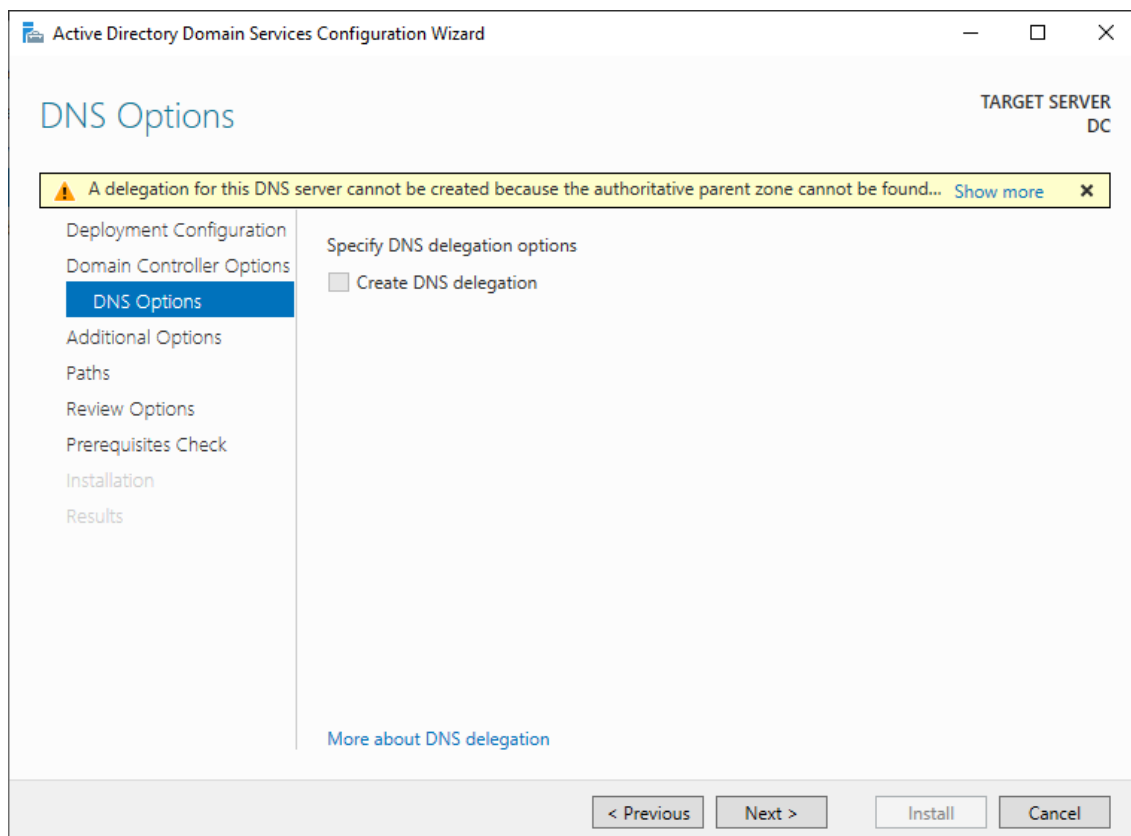 Active Directory Domain Services Configuration Wizard
DNS Options
TARGET SERVER
DC
A delegation for this DNS server cannot be created because the authoritative parent zone cannot be found... Show more
Deployment Configuration
Domain Controller Options
DNS Options
Additional Options
Paths
Review Options
Prerequisites Check
Installation
Results
Specify DNS delegation options
Create DNS delegation
More about DNS delegation
< Previous Next > Install Cancel